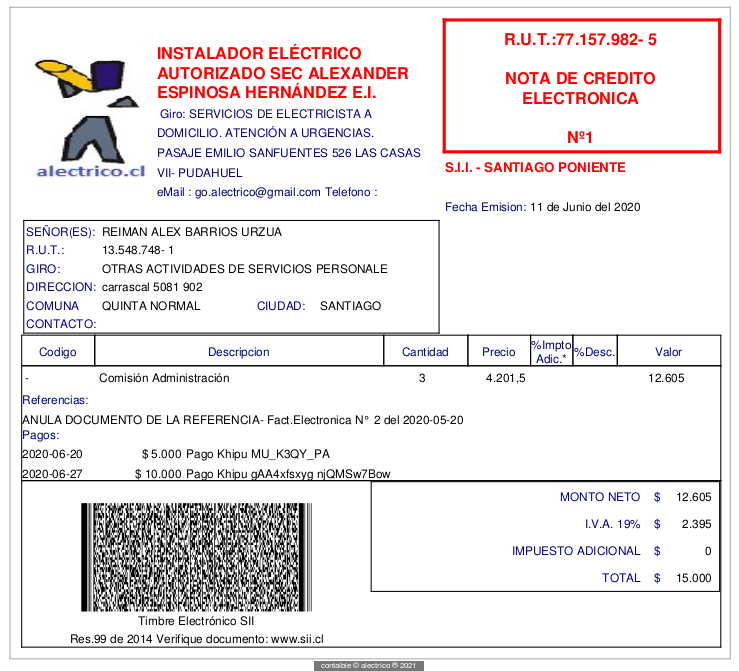 INSTALADOR ELÉCTRICO
AUTORIZADO SEC ALEXANDER
ESPINOSA HERNÁNDEZ E.I.
Giro: SERVICIOS DE ELECTRICISTA A
DOMICILIO. ATENCIÓN A URGENCIAS.
PASAJE EMILIO SANFUENTES 526 LAS CASAS
VII- PUDAHUEL
eMail : go.alectrico@gmail.com Telefono :
alectrico.cl
R.U.T.:77.157.982- 5
NOTA DE CREDITO
ELECTRONICA
Nº1
S.I.I. - SANTIAGO PONIENTE
Fecha Emision: 11 de Junio del 2020
SEÑOR(ES): REIMAN ALEX BARRIOS URZUA
R.U.T.: 13.548.748- 1
GIRO: OTRAS ACTIVIDADES DE SERVICIOS PERSONALE
DIRECCION: carrascal 5081 902
COMUNA QUINTA NORMAL CIUDAD: SANTIAGO
CONTACTO:
Codigo Descripcion Cantidad Precio %Impto Adic.* %Desc. Valor
- Comisión Administración 3 4.201,5 12.605
Referencias:
ANULA DOCUMENTO DE LA REFERENCIA- Fact.Electronica N° 2 del 2020-05-20
Pagos:
2020-06-20 $ 5.000 Pago Khipu MU_K3QY_PA
2020-06-27 $ 10.000 Pago Khipu gAA4xfsxyg njQMSw7Bow
MONTO NETO $ 12.605
I.V.A. 19% $ 2.395
IMPUESTO ADICIONAL $ 0
TOTAL $ 15.000
Timbre Electrónico SII
Res.99 de 2014 Verifique documento: www.sii.cl
contaible © alectrico ® 2021